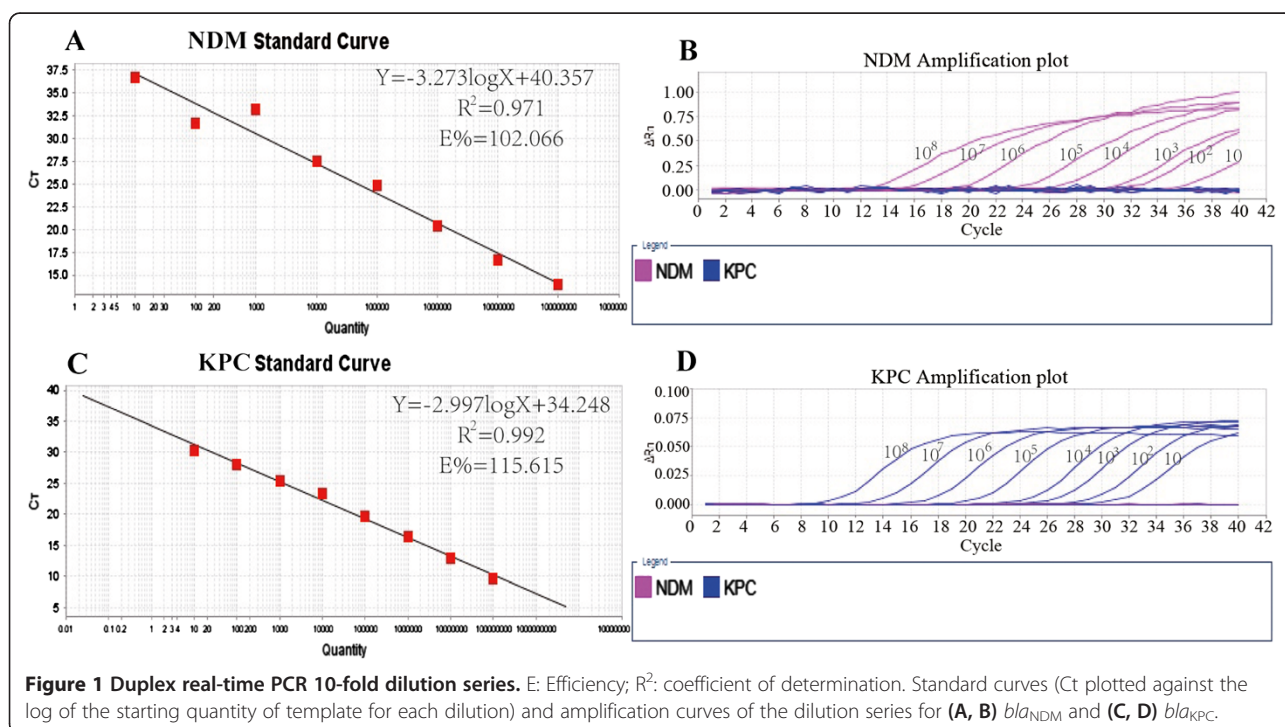 A
NDM Standard Curve
Y=-3.273logX+40.357
R²=0.971
E%=102.066
Cᴛ
37.5
35.0
32.5
30.0
27.5
25.0
22.5
20.0
17.5
15.0
1 2 3 4 5 10 20 30 100 200 1000 10000 100000 1000000 10000000 100000000 1000000
Quantity
B
NDM Amplification plot
ΔRn
1.00
0.75
0.50
0.25
0.00
10⁸ 10⁷ 10⁶ 10⁵ 10⁴ 10³ 10² 10
0 2 4 6 8 10 12 14 16 18 20 22 24 26 28 30 32 34 36 38 40 42
Cycle
Legend
NDM KPC
C
KPC Standard Curve
Y=-2.997logX+34.248
R²=0.992
E%=115.615
Cᴛ
40
35
30
25
20
15
10
5
0.01 0.1 0.2 1 2 3 4 10 20 100 200 1000 10000 100000 1000000 10000000 100000000 1000000000 10000000
Quantity
D
KPC Amplification plot
ΔRn
0.100
0.075
0.050
0.025
0.000
10⁸ 10⁷ 10⁶ 10⁵ 10⁴ 10³ 10² 10
0 2 4 6 8 10 12 14 16 18 20 22 24 26 28 30 32 34 36 38 40 42
Cycle
Legend
NDM KPC
Figure 1 Duplex real-time PCR 10-fold dilution series. E: Efficiency; R²: coefficient of determination. Standard curves (Ct plotted against the
log of the starting quantity of template for each dilution) and amplification curves of the dilution series for (A, B) blaNDM and (C, D) blaKPC.